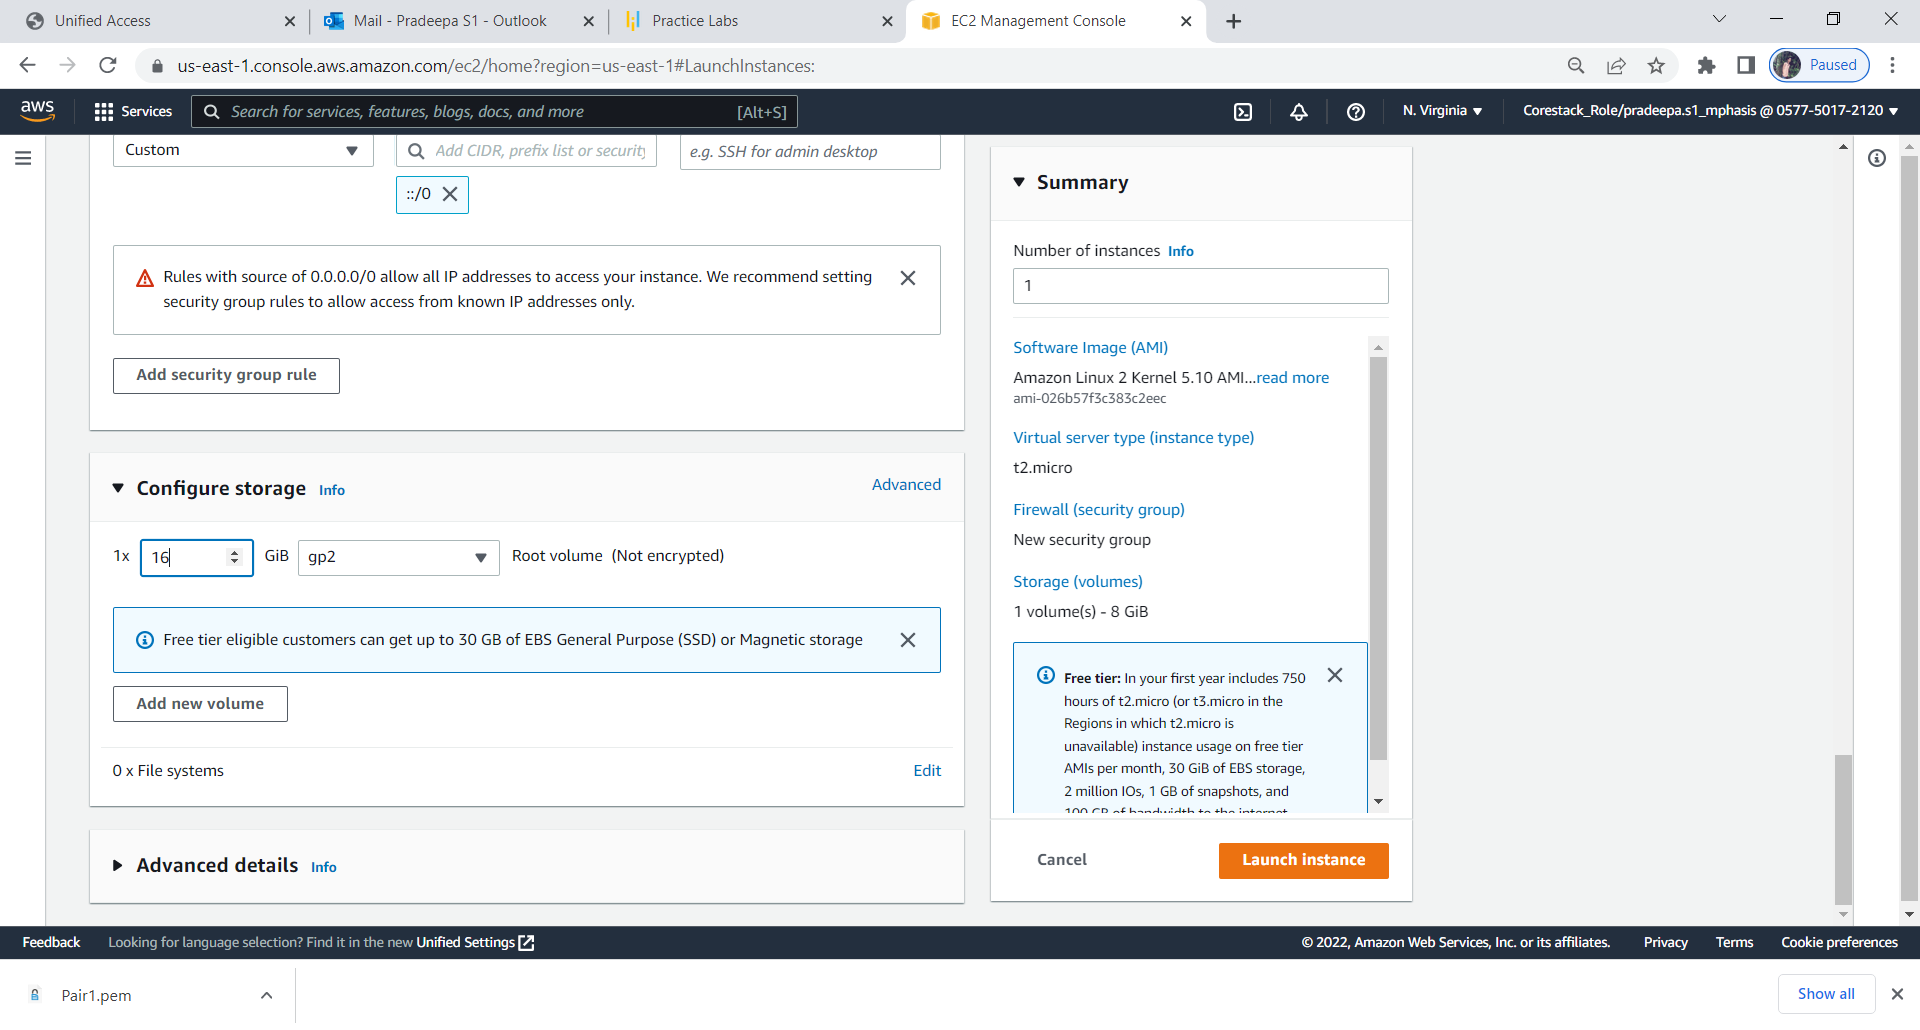 Unified Access
Mail - Pradeepa S1 - Outlook
Practice Labs
EC2 Management Console
us-east-1.console.aws.amazon.com/ec2/home?region=us-east-1#LaunchInstances:
Paused
aws
Services
Search for services, features, blogs, docs, and more
[Alt+S]
N. Virginia
Corestack_Role/pradeepa.s1_mphasis @ 0577-5017-2120
Custom
Add CIDR, prefix list or security
e.g. SSH for admin desktop
::/0
Rules with source of 0.0.0.0/0 allow all IP addresses to access your instance. We recommend setting
security group rules to allow access from known IP addresses only.
Add security group rule
Configure storage Info
Advanced
1x
16
GiB
gp2
Root volume (Not encrypted)
Free tier eligible customers can get up to 30 GB of EBS General Purpose (SSD) or Magnetic storage
Add new volume
0 x File systems
Edit
Advanced details Info
Summary
Number of instances Info
1
Software Image (AMI)
Amazon Linux 2 Kernel 5.10 AMI...read more
ami-026b57f3c383c2eec
Virtual server type (instance type)
t2.micro
Firewall (security group)
New security group
Storage (volumes)
1 volume(s) - 8 GiB
Free tier: In your first year includes 750
hours of t2.micro (or t3.micro in the
Regions in which t2.micro is
unavailable) instance usage on free tier
AMIs per month, 30 GiB of EBS storage,
2 million IOs, 1 GB of snapshots, and
100 GB of bandwidth to the internet
Cancel
Launch instance
Feedback
Looking for language selection? Find it in the new Unified Settings
© 2022, Amazon Web Services, Inc. or its affiliates.
Privacy
Terms
Cookie preferences
Pair1.pem
Show all